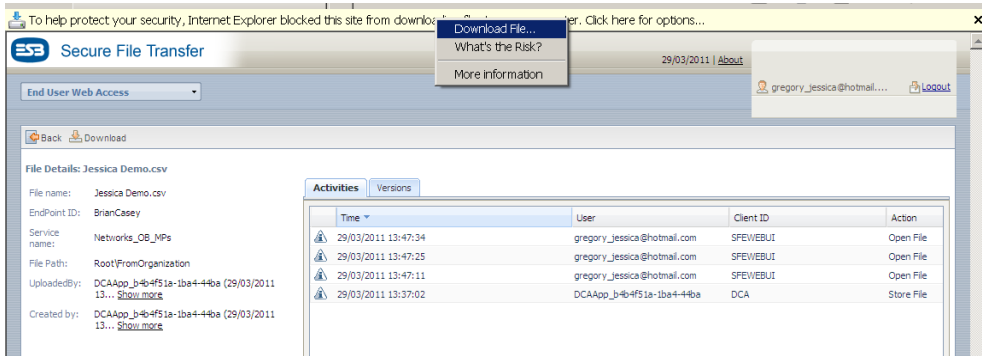 To help protect your security, Internet Explorer blocked this site from downloa
er. Click here for options...
Download File...
What's the Risk?
More information
ESB Secure File Transfer
29/03/2011 | About
gregory_jessica@hotmail.... Logout
End User Web Access
Back Download
File Details: Jessica Demo.csv
File name: Jessica Demo.csv
EndPoint ID: BrianCasey
Service name: Networks_OB_MPs
File Path: Root\FromOrganization
UploadedBy: DCAApp_b4b4f51a-1ba4-44ba (29/03/2011
13... Show more
Created by: DCAApp_b4b4f51a-1ba4-44ba (29/03/2011
13... Show more
Activities Versions
Time User Client ID Action
29/03/2011 13:47:34 gregory_jessica@hotmail.com SFEWEBUI Open File
29/03/2011 13:47:25 gregory_jessica@hotmail.com SFEWEBUI Open File
29/03/2011 13:47:11 gregory_jessica@hotmail.com SFEWEBUI Open File
29/03/2011 13:37:02 DCAApp_b4b4f51a-1ba4-44ba DCA Store File